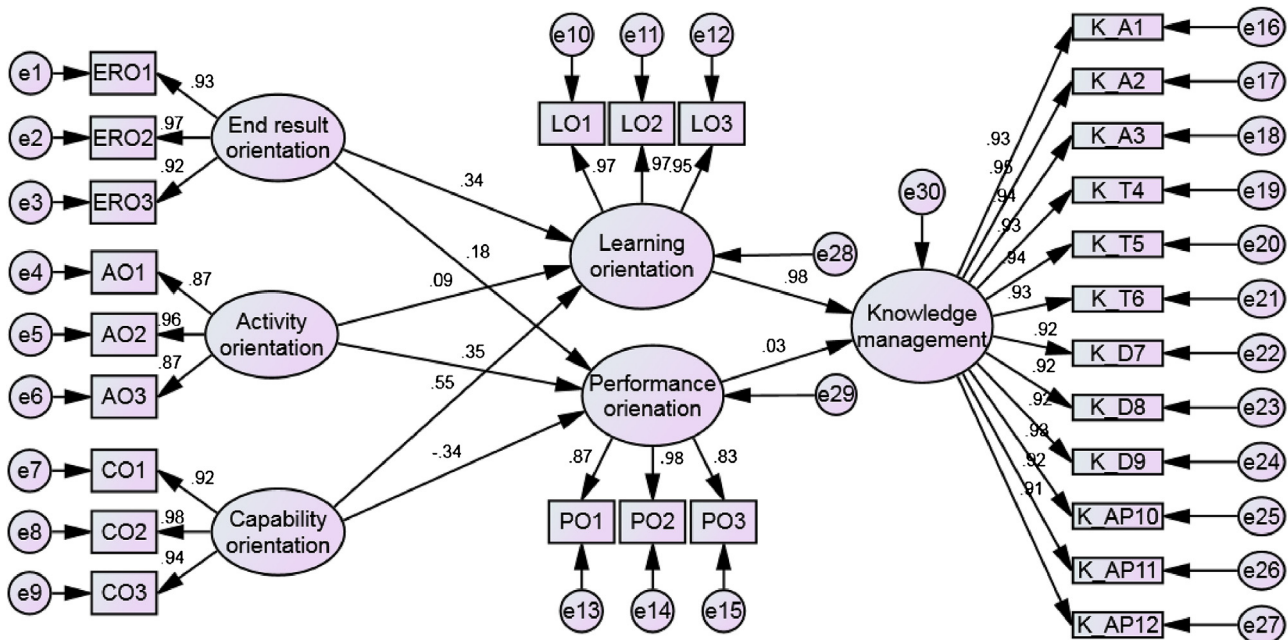 e1
ERO1
.93
e2
ERO2
.97
e3
ERO3
.92
End result
orientation
e4
AO1
.87
e5
AO2
.96
e6
AO3
.87
Activity
orientation
e7
CO1
.92
e8
CO2
.98
e9
CO3
.94
Capability
orientation
.34
.18
.09
.35
.55
-.34
e10
e11
e12
LO1
LO2
LO3
.97
.97
.95
Learning
orientation
e28
.98
Performance
orienation
e29
.03
.87
.98
.83
PO1
PO2
PO3
e13
e14
e15
e30
Knowledge
management
.93
.95
.94
.93
.94
.93
.92
.92
.92
.93
.92
.91
K_A1
e16
K_A2
e17
K_A3
e18
K_T4
e19
K_T5
e20
K_T6
e21
K_D7
e22
K_D8
e23
K_D9
e24
K_AP10
e25
K_AP11
e26
K_AP12
e27